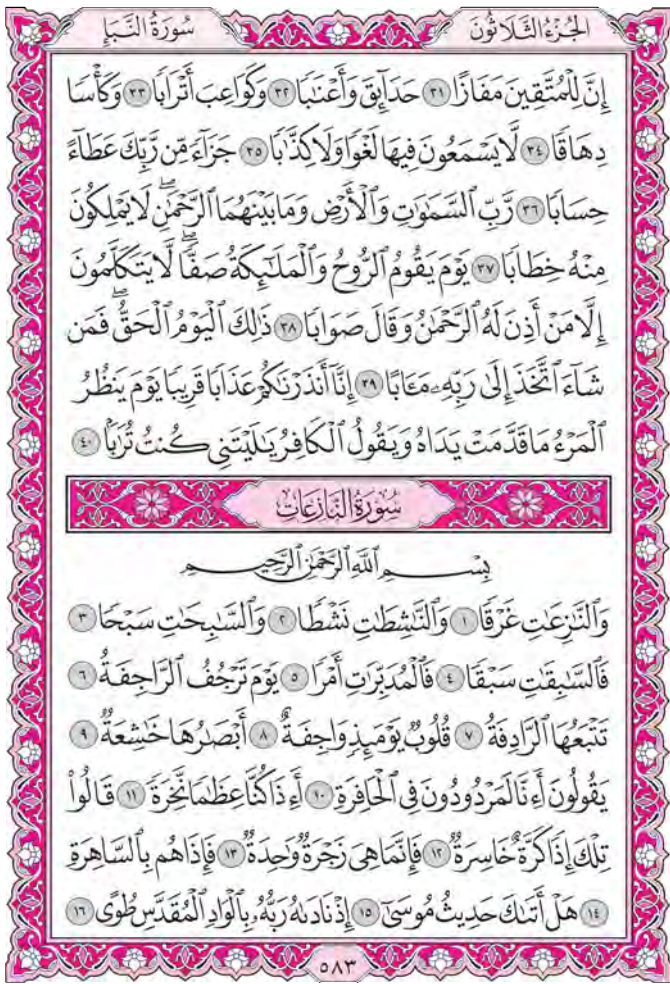 سُورَةُ النَّبَإِ
الجُزْءُ الثَّلَاثُونَ
إِنَّ لِلْمُتَّقِينَ مَفَازًا ٣١ حَدَآئِقَ وَأَعْنَٰبًا ٣٢ وَكَوَاعِبَ أَتْرَابًا ٣٣ وَكَأْسًا
دِهَاقًا ٣٤ لَّا يَسْمَعُونَ فِيهَا لَغْوًا وَلَا كِذَّٰبًا ٣٥ جَزَآءً مِّن رَّبِّكَ عَطَآءً
حِسَابًا ٣٦ رَّبِّ السَّمَٰوَٰتِ وَٱلْأَرْضِ وَمَا بَيْنَهُمَا ٱلرَّحْمَٰنِ ۖ لَا يَمْلِكُونَ
مِنْهُ خِطَابًا ٣٧ يَوْمَ يَقُومُ ٱلرُّوحُ وَٱلْمَلَٰٓئِكَةُ صَفًّا ۖ لَّا يَتَكَلَّمُونَ
إِلَّا مَنْ أَذِنَ لَهُ ٱلرَّحْمَٰنُ وَقَالَ صَوَابًا ٣٨ ذَٰلِكَ ٱلْيَوْمُ ٱلْحَقُّ ۖ فَمَن
شَآءَ ٱتَّخَذَ إِلَىٰ رَبِّهِۦ مَـَٔابًا ٣٩ إِنَّآ أَنذَرْنَٰكُمْ عَذَابًا قَرِيبًا يَوْمَ يَنظُرُ
ٱلْمَرْءُ مَا قَدَّمَتْ يَدَاهُ وَيَقُولُ ٱلْكَافِرُ يَٰلَيْتَنِى كُنتُ تُرَٰبًۢا ٤٠
سُورَةُ النَّازِعَاتِ
بِسْمِ ٱللَّهِ ٱلرَّحْمَٰنِ ٱلرَّحِيمِ
وَٱلنَّٰزِعَٰتِ غَرْقًا ١ وَٱلنَّٰشِطَٰتِ نَشْطًا ٢ وَٱلسَّٰبِحَٰتِ سَبْحًا ٣
فَٱلسَّٰبِقَٰتِ سَبْقًا ٤ فَٱلْمُدَبِّرَٰتِ أَمْرًا ٥ يَوْمَ تَرْجُفُ ٱلرَّاجِفَةُ ٦
تَتْبَعُهَا ٱلرَّادِفَةُ ٧ قُلُوبٌ يَوْمَئِذٍ وَاجِفَةٌ ٨ أَبْصَٰرُهَا خَٰشِعَةٌ ٩
يَقُولُونَ أَءِنَّا لَمَرْدُودُونَ فِى ٱلْحَافِرَةِ ١٠ أَءِذَا كُنَّا عِظَٰمًا نَّخِرَةً ١١ قَالُوا۟
تِلْكَ إِذًا كَرَّةٌ خَاسِرَةٌ ١٢ فَإِنَّمَا هِىَ زَجْرَةٌ وَٰحِدَةٌ ١٣ فَإِذَا هُم بِٱلسَّاهِرَةِ
١٤ هَلْ أَتَىٰكَ حَدِيثُ مُوسَىٰٓ ١٥ إِذْ نَادَىٰهُ رَبُّهُۥ بِٱلْوَادِ ٱلْمُقَدَّسِ طُوًى ١٦
٥٨٣